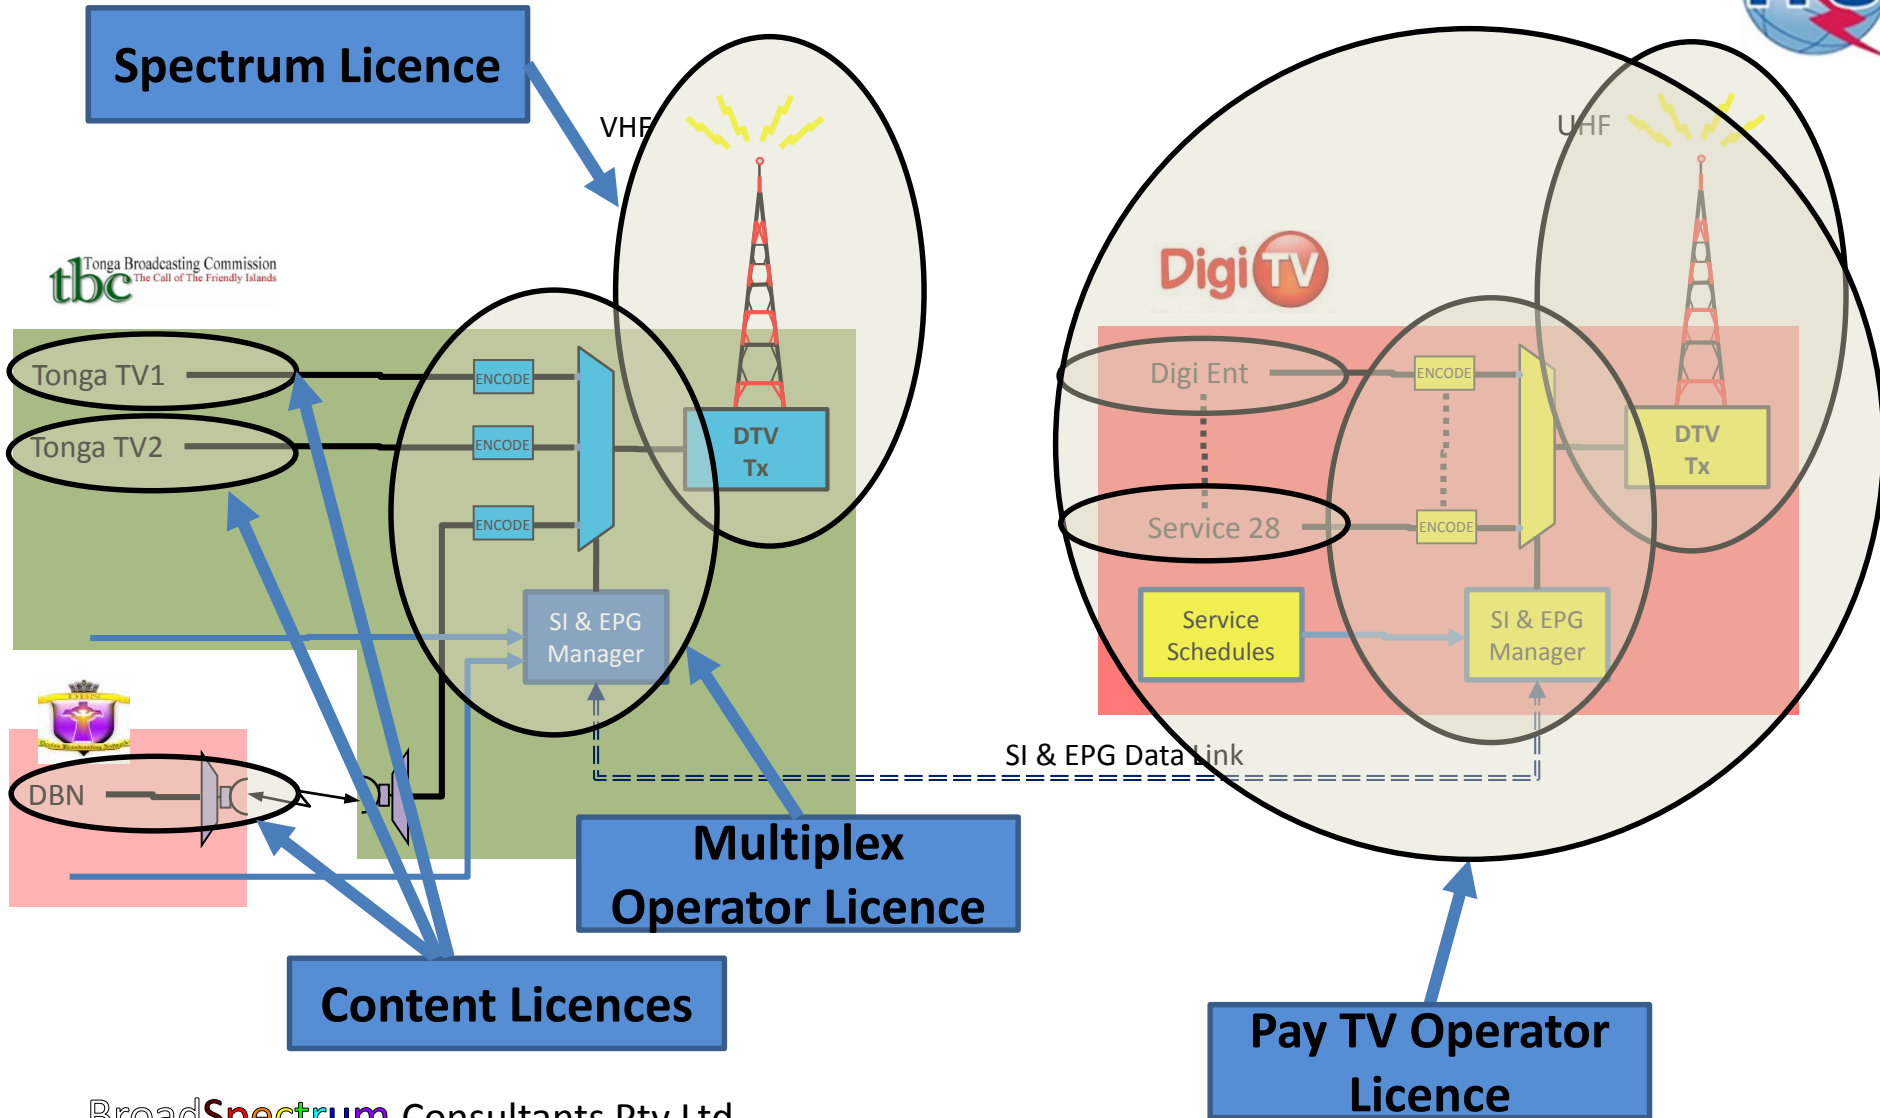 Spectrum Licence
VHF
UHF
tbc Tonga Broadcasting Commission
The Call of The Friendly Islands
Digi TV
Tonga TV1
ENCODE
Tonga TV2
ENCODE
ENCODE
DTV
Tx
SI & EPG
Manager
Digi Ent
ENCODE
Service 28
ENCODE
DTV
Tx
Service
Schedules
SI & EPG
Manager
DBN
SI & EPG Data Link
DBN
Multiplex
Operator Licence
Content Licences
Pay TV Operator
Licence
BroadSpectrum Consultants Pty Ltd